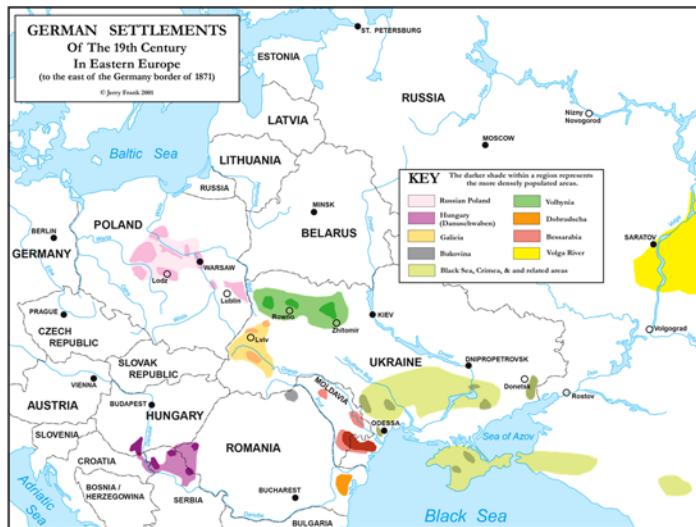 GERMAN SETTLEMENTS
Of The 19th Century
In Eastern Europe
(to the east of the Germany border of 1871)
© Jerry Frank 2001
ST. PETERSBURG
ESTONIA
RUSSIA
Nizny
Novogorod
LATVIA
MOSCOW
Baltic Sea
LITHUANIA
RUSSIA
KEY
The darker shade within a region represents
the more densely populated areas.
Russian Poland
Hungary
(Danuschwaben)
Galicia
Bukovina
Black Sea, Crimea, & and related areas
Volhynia
Dobrudscha
Bessarabia
Volga River
MINSK
BELARUS
POLAND
BERLIN
GERMANY
WARSAW
Lodz
Lublin
SARATOV
Rowno
Zhitomir
KIEV
PRAGUE
CZECH
REPUBLIC
Lviv
Volgograd
SLOVAK
REPUBLIC
UKRAINE
DNIPROPETROVSK
Donetsk
Rostov
VIENNA
AUSTRIA
BUDAPEST
HUNGARY
MOLDAVIA
ODESSA
SLOVENIA
ROMANIA
Sea of Azov
CROATIA
BOSNIA /
HERZEGOWINA
SERBIA
BUCHAREST
Danube
BULGARIA
Adriatic
Sea
Black Sea